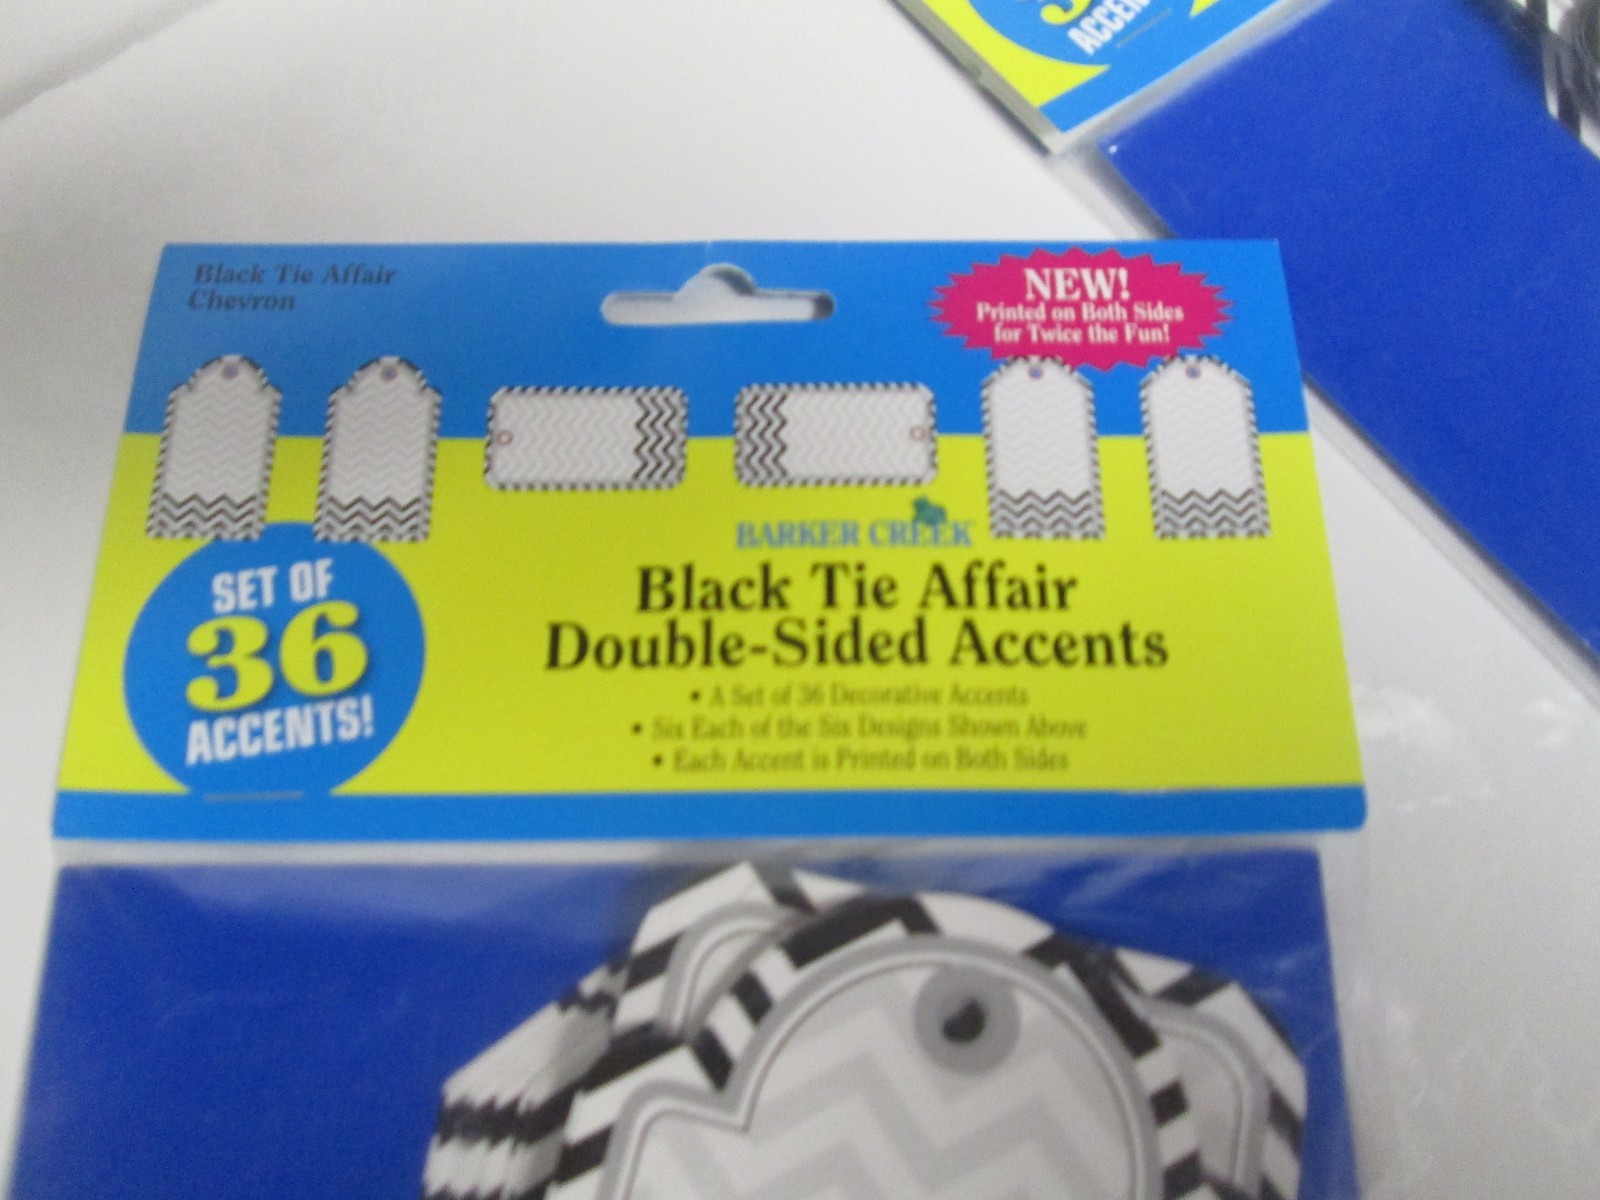 ACCEN
Black Tie Affair
Chevron
NEW!
Printed on Both Sides
for Twice the Fun!
BARKER CREEK
SET OF
36
ACCENTS!
Black Tie Affair
Double-Sided Accents
• A Set of 36 Decorative Accents
• Six Each of the Six Designs Shown Above
• Each Accent is Printed on Both Sides